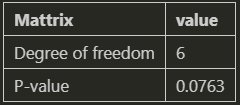 Mattrix value
Degree of freedom 6
P-value 0.0763